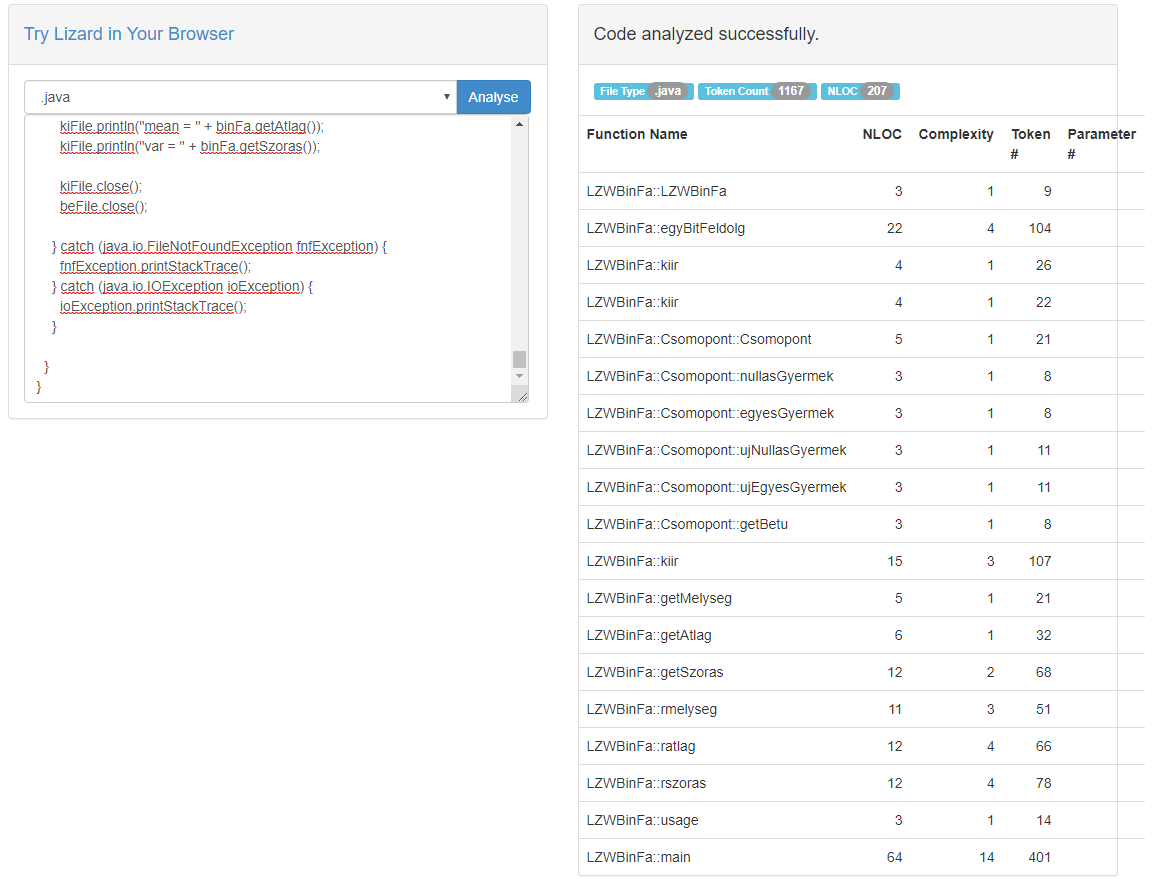 Try Lizard in Your Browser
.java
Analyse
kiFile.println("mean = " + binFa.getAtlag());
kiFile.println("var = " + binFa.getSzoras());
kiFile.close();
beFile.close();
} catch (java.io.FileNotFoundException fnfException) {
fnfException.printStackTrace();
} catch (java.io.IOException ioException) {
ioException.printStackTrace();
}
}
}
Code analyzed successfully.
File Type .java Token Count 1167 NLOC 207
Function Name NLOC Complexity Token # Parameter #
LZWBinFa::LZWBinFa 3 1 9
LZWBinFa::egyBitFeldolg 22 4 104
LZWBinFa::kiir 4 1 26
LZWBinFa::kiir 4 1 22
LZWBinFa::Csomopont::Csomopont 5 1 21
LZWBinFa::Csomopont::nullasGyermek 3 1 8
LZWBinFa::Csomopont::egyesGyermek 3 1 8
LZWBinFa::Csomopont::ujNullasGyermek 3 1 11
LZWBinFa::Csomopont::ujEgyesGyermek 3 1 11
LZWBinFa::Csomopont::getBetu 3 1 8
LZWBinFa::kiir 15 3 107
LZWBinFa::getMelyseg 5 1 21
LZWBinFa::getAtlag 6 1 32
LZWBinFa::getSzoras 12 2 68
LZWBinFa::rmelyseg 11 3 51
LZWBinFa::ratlag 12 4 66
LZWBinFa::rszoras 12 4 78
LZWBinFa::usage 3 1 14
LZWBinFa::main 64 14 401